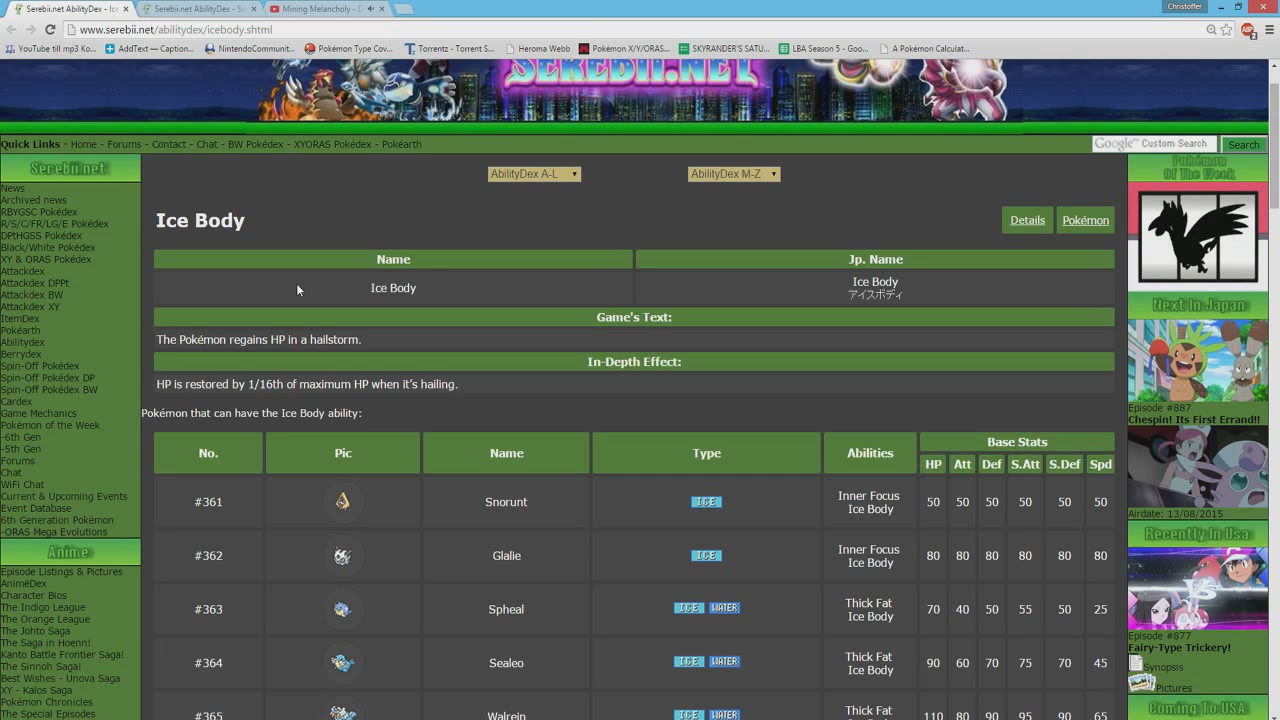 Serebii.net AbilityDex - Ice
Serebii.net AbilityDex - S
Mining Melancholy - D
Christoffer
www.serebii.net/abilitydex/icebody.shtml
YouTube till mp3 Ko...
AddText — Caption...
NintendoCommunit...
Pokémon Type Cov...
Torrentz - Torrent S...
Heroma Webb
Pokémon X/Y/ORAS...
SKYRANDER'S SATU...
LBA Season 5 - Goo...
A Pokémon Calculat...
SEREBII.NET
Quick Links - Home - Forums - Contact - Chat - BW Pokédex - XYORAS Pokédex - Pokéarth
Google™ Custom Search
Search
Serebii.net
News
Archived news
RBYGSC Pokédex
R/S/C/FR/LG/E Pokédex
DPtHGSS Pokédex
Black/White Pokédex
XY & ORAS Pokédex
Attackdex
Attackdex DPPt
Attackdex BW
Attackdex XY
ItemDex
Pokéarth
Abilitydex
Berrydex
Spin-Off Pokédex
Spin-Off Pokédex DP
Spin-Off Pokédex BW
Cardex
Game Mechanics
Pokémon of the Week
-6th Gen
-5th Gen
Forums
Chat
WiFi Chat
Current & Upcoming Events
Event Database
6th Generation Pokémon
-ORAS Mega Evolutions
Anime
Episode Listings & Pictures
AniméDex
Character Bios
The Indigo League
The Orange League
The Johto Saga
The Saga in Hoenn!
Kanto Battle Frontier Saga!
The Sinnoh Saga!
Best Wishes - Unova Saga
XY - Kalos Saga
Pokémon Chronicles
The Special Episodes
AbilityDex A-L
AbilityDex M-Z
Ice Body
Details
Pokémon
Name
Jp. Name
Ice Body
Ice Body
アイスボディ
Game's Text:
The Pokémon regains HP in a hailstorm.
In-Depth Effect:
HP is restored by 1/16th of maximum HP when it’s hailing.
Pokémon that can have the Ice Body ability:
No. Pic Name Type Abilities Base Stats
HP Att Def S.Att S.Def Spd
#361 Snorunt ICE Inner Focus Ice Body 50 50 50 50 50 50
#362 Glalie ICE Inner Focus Ice Body 80 80 80 80 80 80
#363 Spheal ICE WATER Thick Fat Ice Body 70 40 50 55 50 25
#364 Sealeo ICE WATER Thick Fat Ice Body 90 60 70 75 70 45
#365 Walrein ICE WATER Thick Fat 110 80 90 95 90 65
Pokémon
Of The Week
Next In Japan
Episode #887
Chespin! Its First Errand!!
Airdate: 13/08/2015
Recently In Usa
Episode #877
Fairy-Type Trickery!
Synopsis
Pictures
Coming To USA